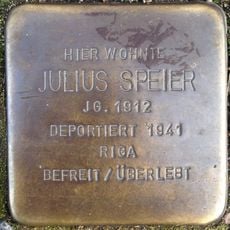 HIER WOHNTE
JULIUS SPEIER
JG. 1912
DEPORTIERT 1941
RIGA
BEFREIT/ÜBERLEBT